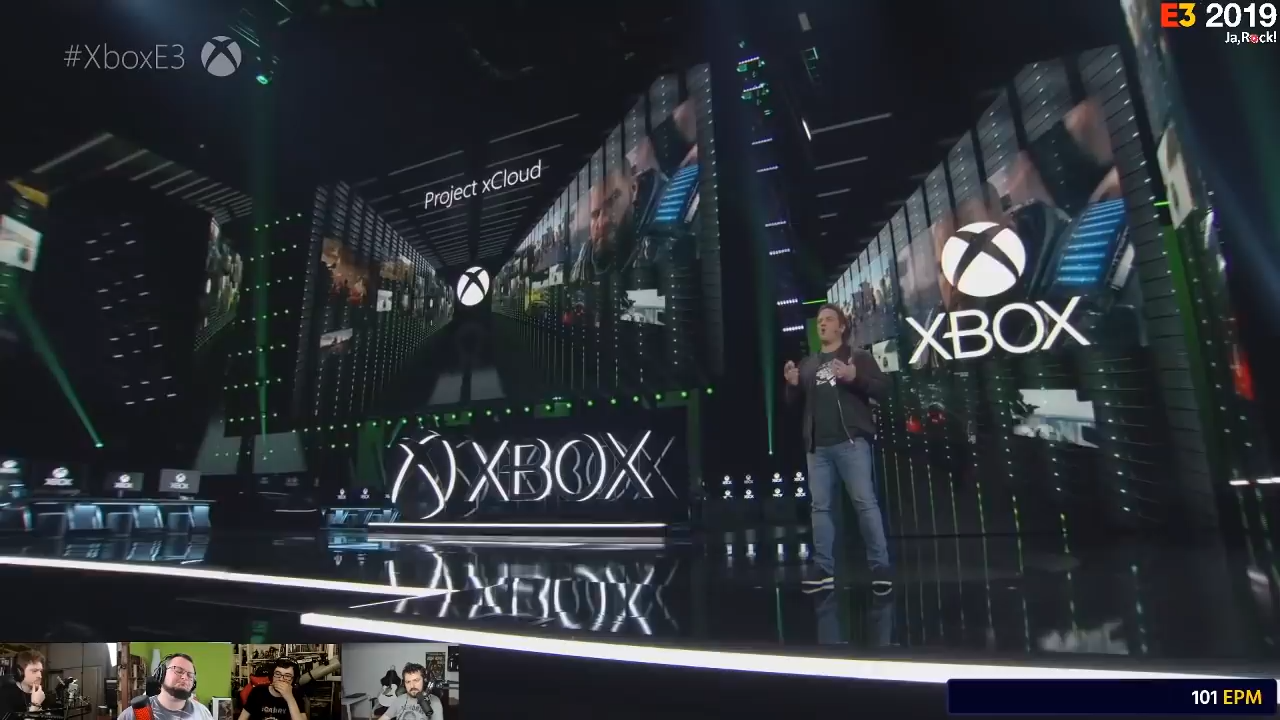 #XboxE3
E3 2019
Ja,Rock!
Project xCloud
XBOX
XBOX
101 EPM